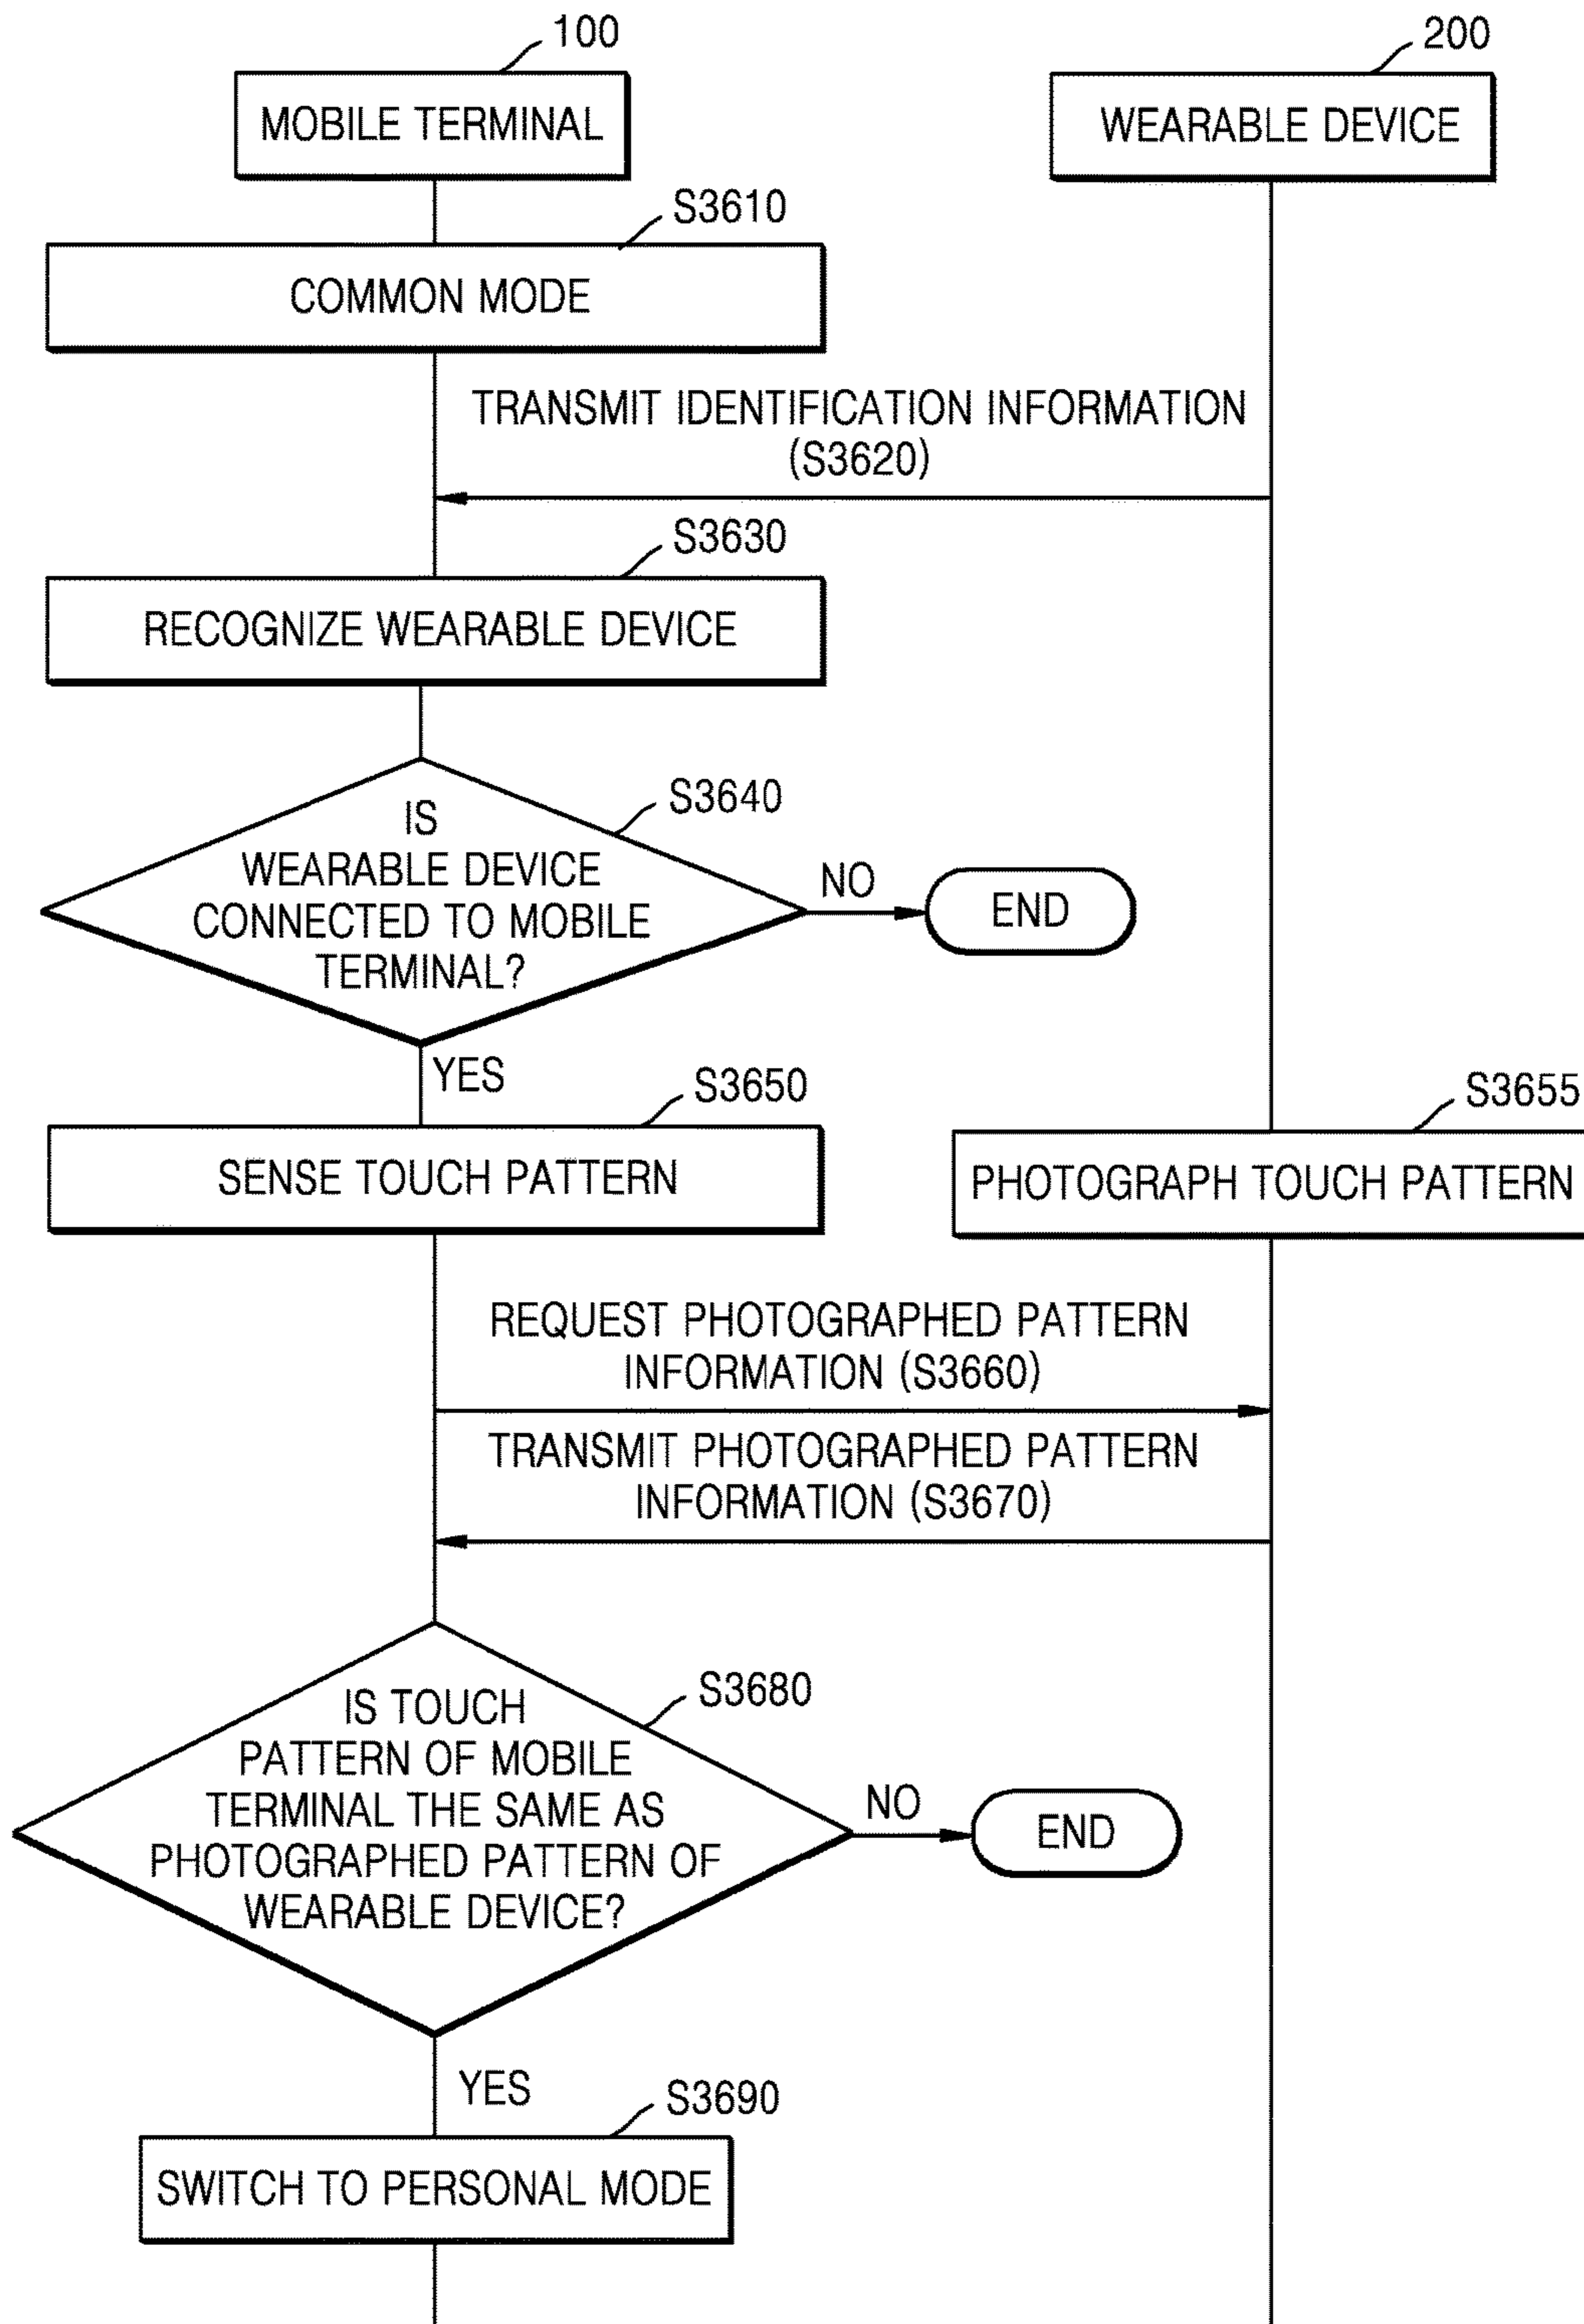 100
200
MOBILE TERMINAL
WEARABLE DEVICE
S3610
COMMON MODE
TRANSMIT IDENTIFICATION INFORMATION
(S3620)
S3630
RECOGNIZE WEARABLE DEVICE
S3640
IS
WEARABLE DEVICE
CONNECTED TO MOBILE
TERMINAL?
NO
END
YES
S3650
S3655
SENSE TOUCH PATTERN
PHOTOGRAPH TOUCH PATTERN
REQUEST PHOTOGRAPHED PATTERN
INFORMATION (S3660)
TRANSMIT PHOTOGRAPHED PATTERN
INFORMATION (S3670)
S3680
IS TOUCH
PATTERN OF MOBILE
TERMINAL THE SAME AS
PHOTOGRAPHED PATTERN OF
WEARABLE DEVICE?
NO
END
YES
S3690
SWITCH TO PERSONAL MODE